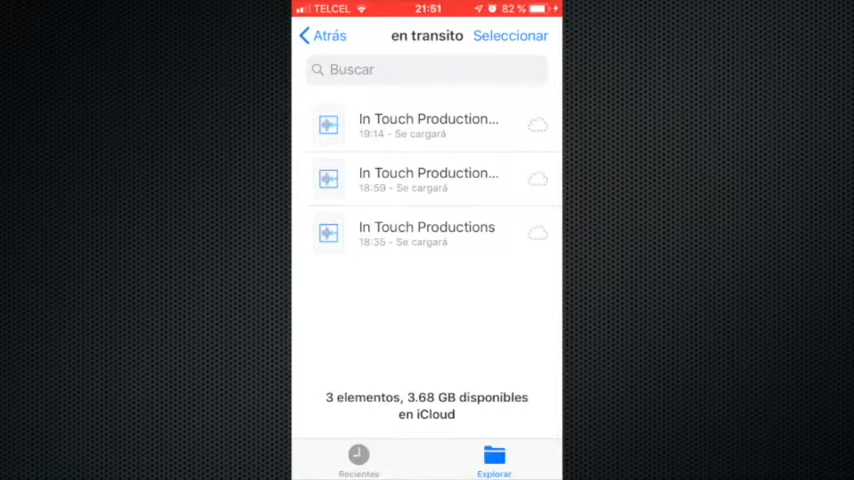 TELCEL 21:51 82 %
Atrás en transito Seleccionar
Buscar
In Touch Production...
19:14 - Se cargará
In Touch Production...
18:59 - Se cargará
In Touch Productions
18:35 - Se cargará
3 elementos, 3.68 GB disponibles
en iCloud
Recientes Explorar